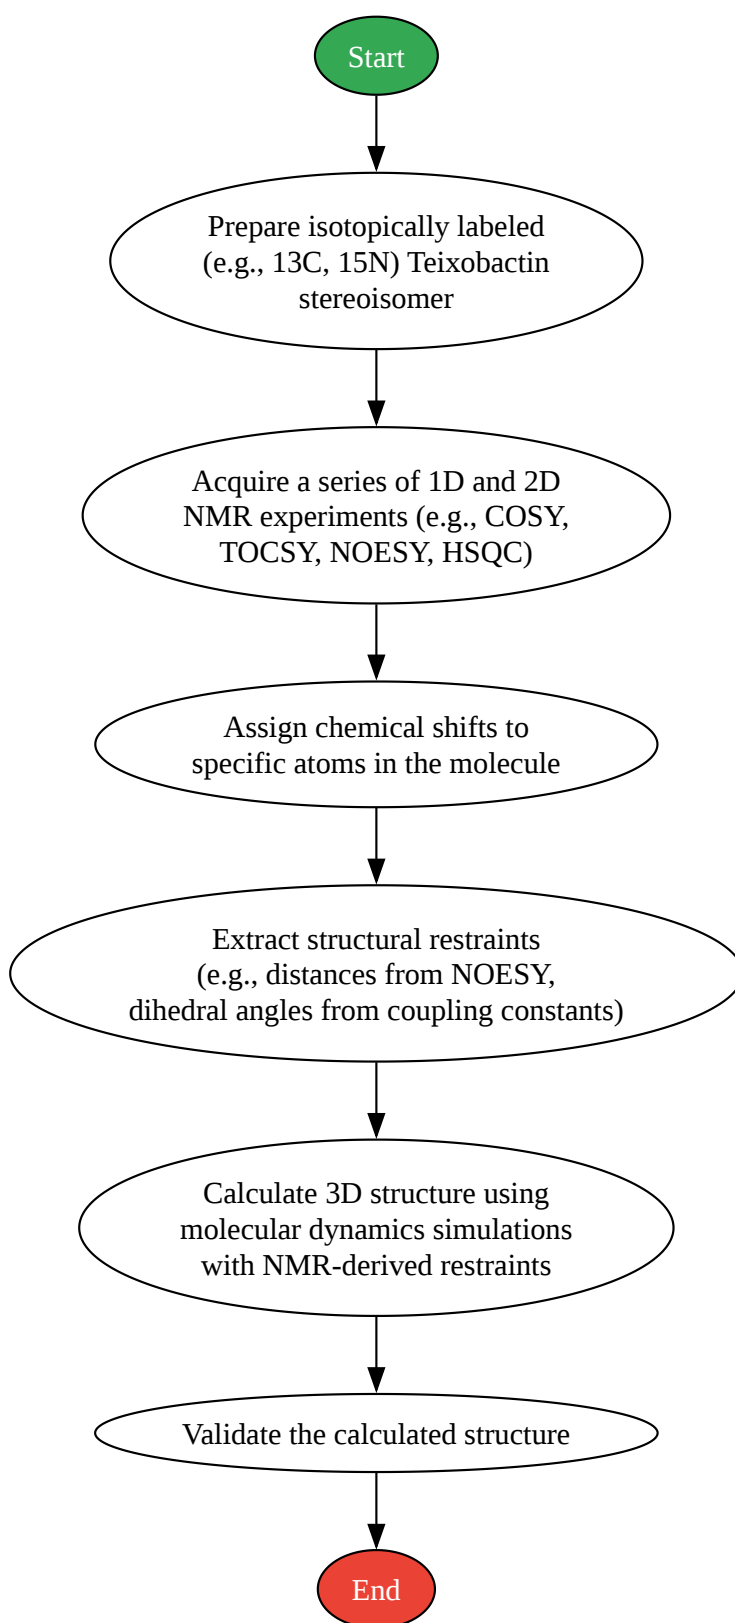 Start
Prepare isotopically labeled
(e.g., 13C, 15N) Teixobactin
stereoisomer
Acquire a series of 1D and 2D
NMR experiments (e.g., COSY,
TOCSY, NOESY, HSQC)
Assign chemical shifts to
specific atoms in the molecule
Extract structural restraints
(e.g., distances from NOESY,
dihedral angles from coupling constants)
Calculate 3D structure using
molecular dynamics simulations
with NMR-derived restraints
Validate the calculated structure
End